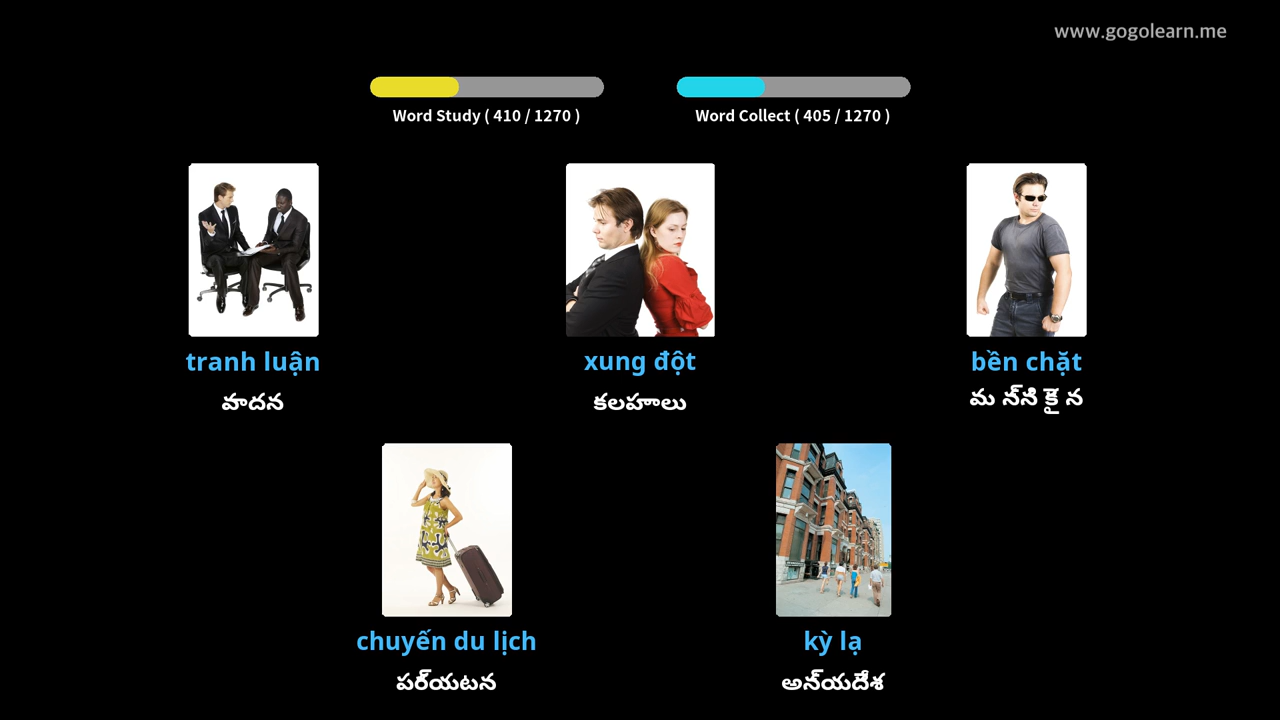 www.gogolearn.me
Word Study ( 410 / 1270 )
Word Collect ( 405 / 1270 )
tranh luận
వాదన
xung đột
కలహాలు
bền chặt
మ న్‌ని కై న
chuyến du lịch
పర్‌యటన
kỳ lạ
అన్‌యదేశ